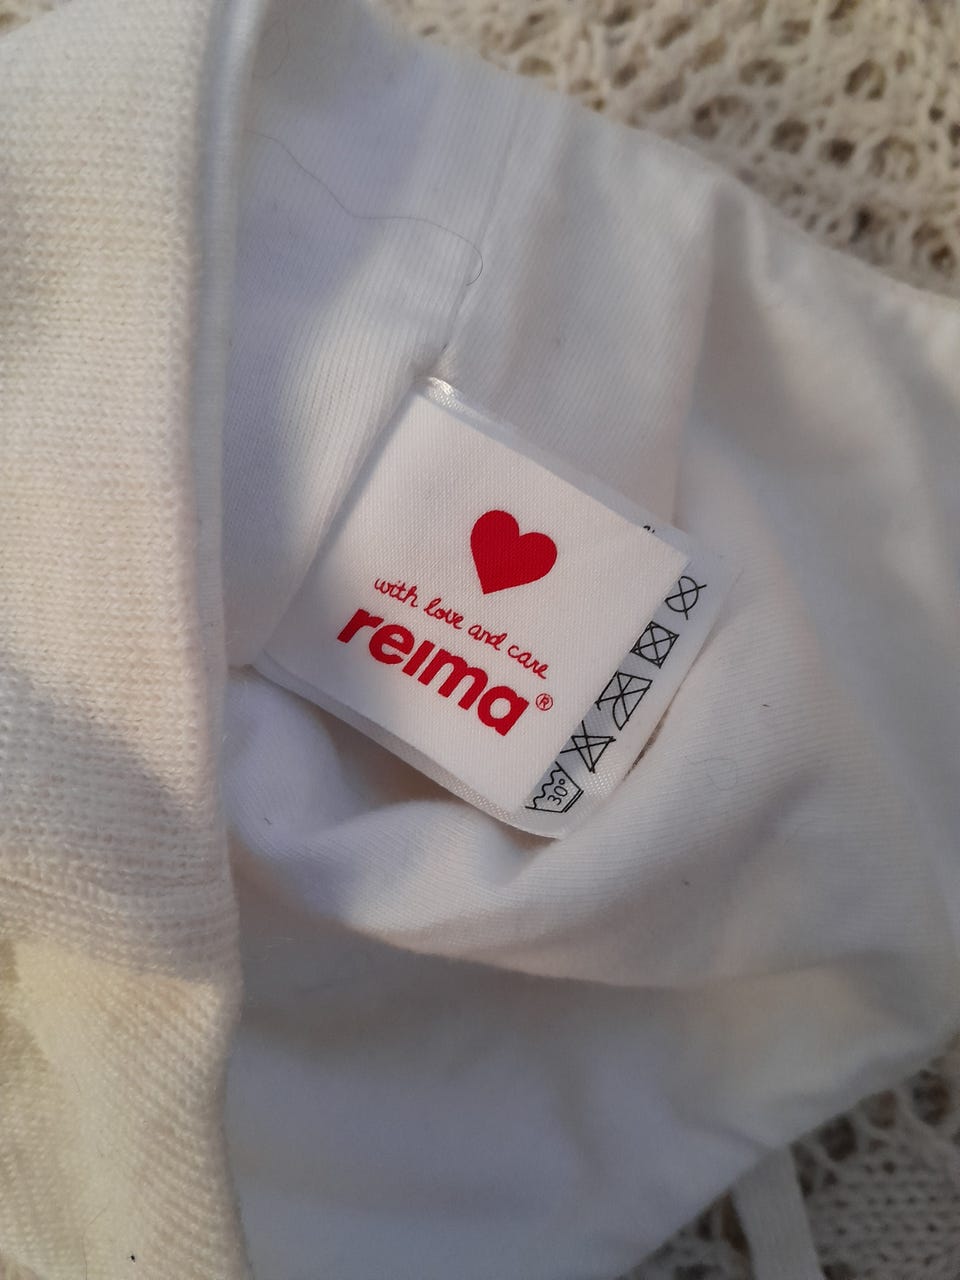 with love and care
reima®
30°